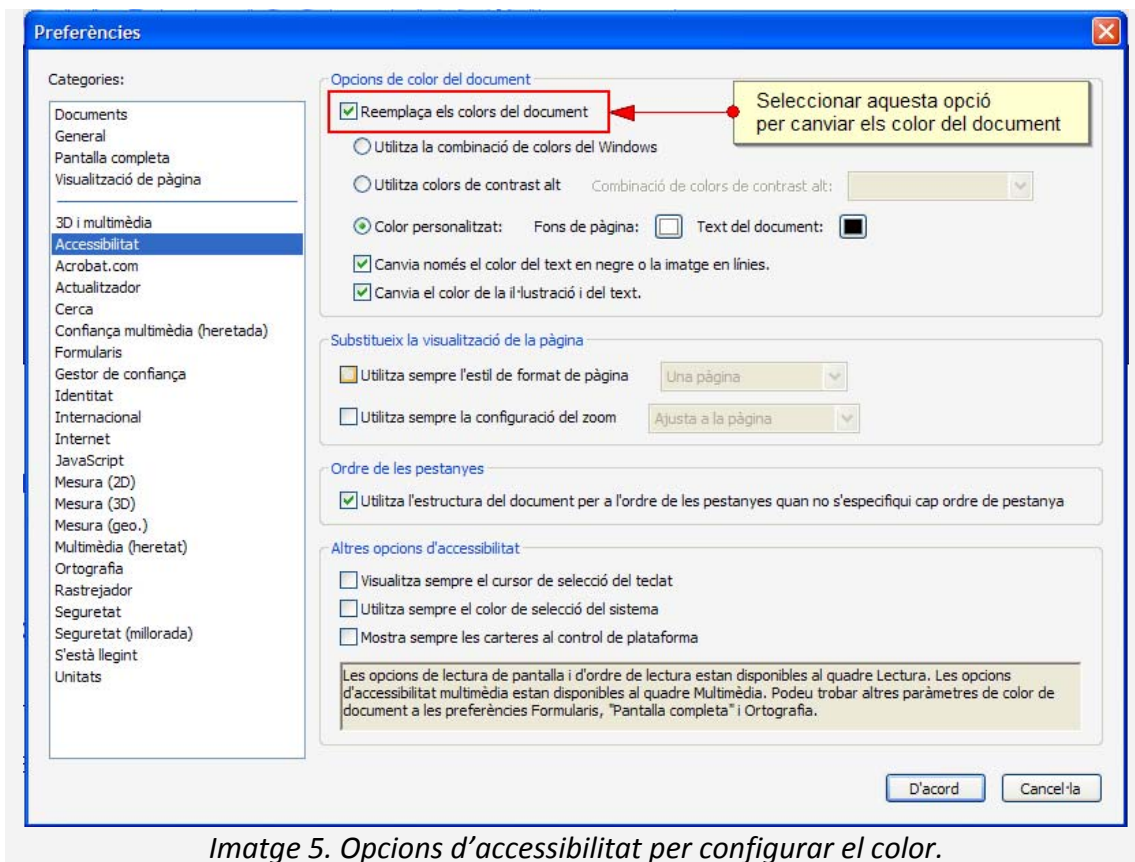 Preferències
Categories:
Documents
General
Pantalla completa
Visualització de pàgina
3D i multimèdia
Accessibilitat
Acrobat.com
Actualitzador
Cerca
Confiança multimèdia (heretada)
Formularis
Gestor de confiança
Identitat
Internacional
Internet
JavaScript
Mesura (2D)
Mesura (3D)
Mesura (geo.)
Multimèdia (heretat)
Ortografia
Rastrejador
Seguretat
Seguretat (millorada)
S'està llegint
Unitats
Opcions de color del document
Reemplaça els colors del document
Seleccionar aquesta opció
per canviar els color del document
Utilitza la combinació de colors del Windows
Utilitza colors de contrast alt Combinació de colors de contrast alt:
Color personalitzat: Fons de pàgina: Text del document:
Canvia només el color del text en negre o la imatge en línies.
Canvia el color de la il·lustració i del text.
Substitueix la visualització de la pàgina
Utilitza sempre l'estil de format de pàgina Una pàgina
Utilitza sempre la configuració del zoom Ajusta a la pàgina
Ordre de les pestanyes
Utilitza l'estructura del document per a l'ordre de les pestanyes quan no s'especifiqui cap ordre de pestanya
Altres opcions d'accessibilitat
Visualitza sempre el cursor de selecció del teclat
Utilitza sempre el color de selecció del sistema
Mostra sempre les carteres al control de plataforma
Les opcions de lectura de pantalla i d'ordre de lectura estan disponibles al quadre Lectura. Les opcions
d'accessibilitat multimèdia estan disponibles al quadre Multimèdia. Podeu trobar altres paràmetres de color de
document a les preferències Formularis, "Pantalla completa" i Ortografia.
D'acord Cancel·la
Imatge 5. Opcions d'accessibilitat per configurar el color.